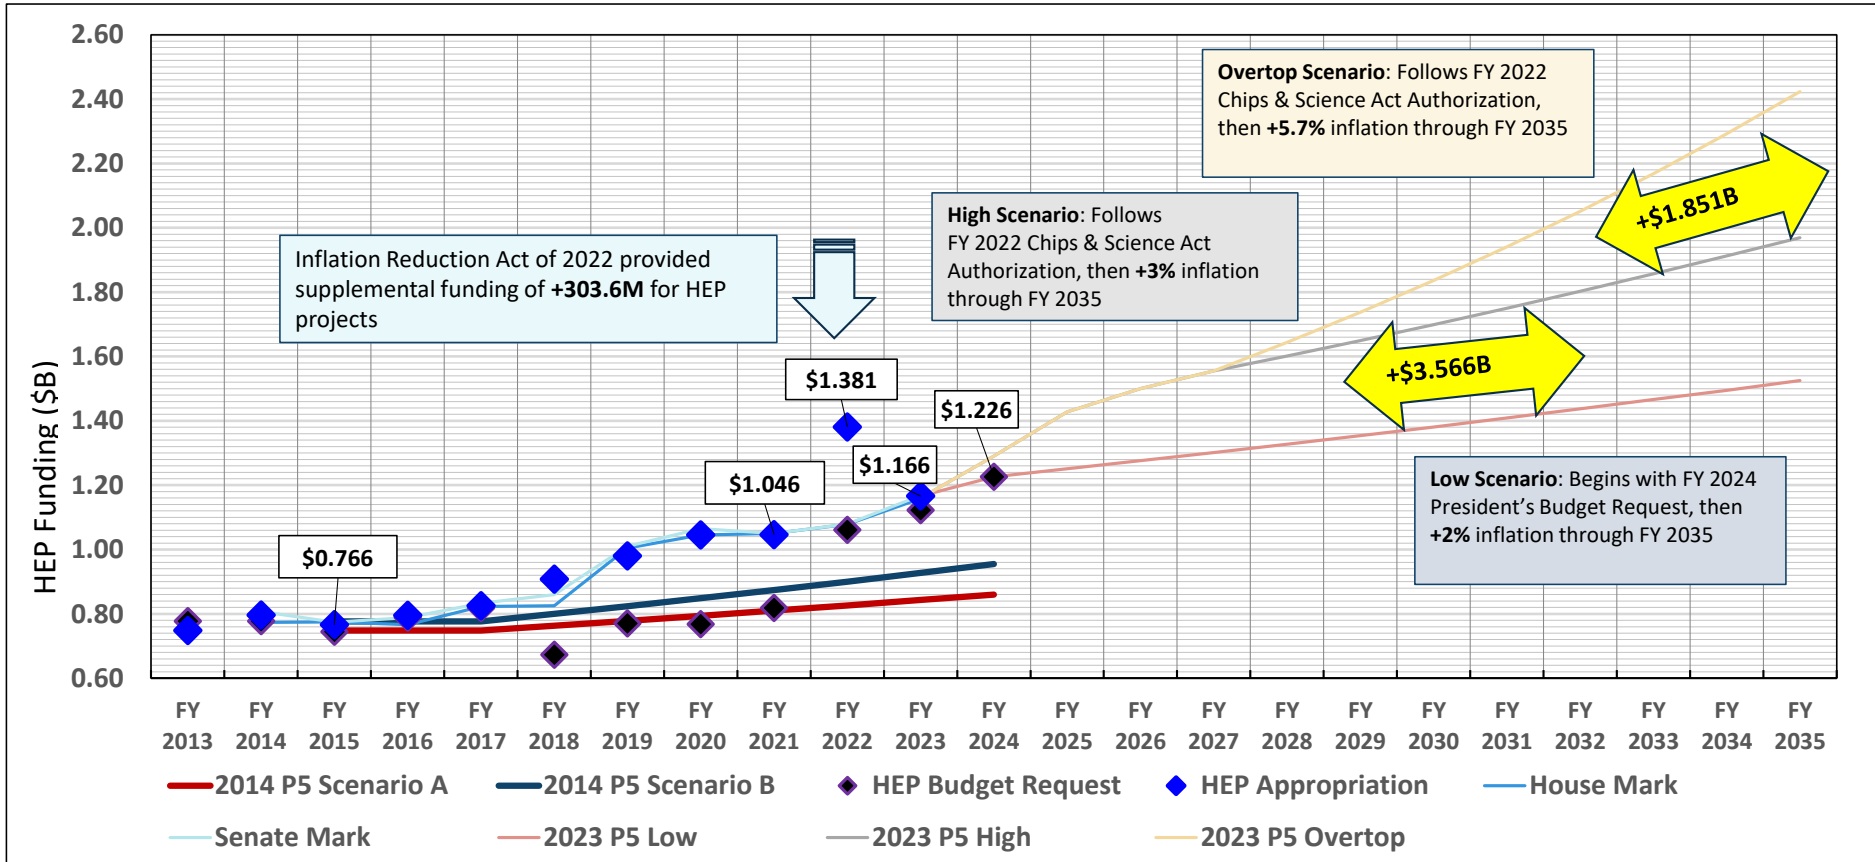 2.60
2.40
2.20
2.00
1.80
1.60
1.40
1.20
1.00
0.80
0.60
HEP Funding ($B)
Overtop Scenario: Follows FY 2022
Chips & Science Act Authorization,
then +5.7% inflation through FY 2035
High Scenario: Follows
FY 2022 Chips & Science Act
Authorization, then +3% inflation
through FY 2035
Inflation Reduction Act of 2022 provided
supplemental funding of +303.6M for HEP
projects
+$1.851B
+$3.566B
$1.381
$1.226
$1.166
$1.046
$0.766
Low Scenario: Begins with FY 2024
President’s Budget Request, then
+2% inflation through FY 2035
FY FY FY FY FY FY FY FY FY FY FY FY FY FY FY FY FY FY FY FY FY FY FY
2013 2014 2015 2016 2017 2018 2019 2020 2021 2022 2023 2024 2025 2026 2027 2028 2029 2030 2031 2032 2033 2034 2035
2014 P5 Scenario A 2014 P5 Scenario B HEP Budget Request HEP Appropriation House Mark
Senate Mark 2023 P5 Low 2023 P5 High 2023 P5 Overtop